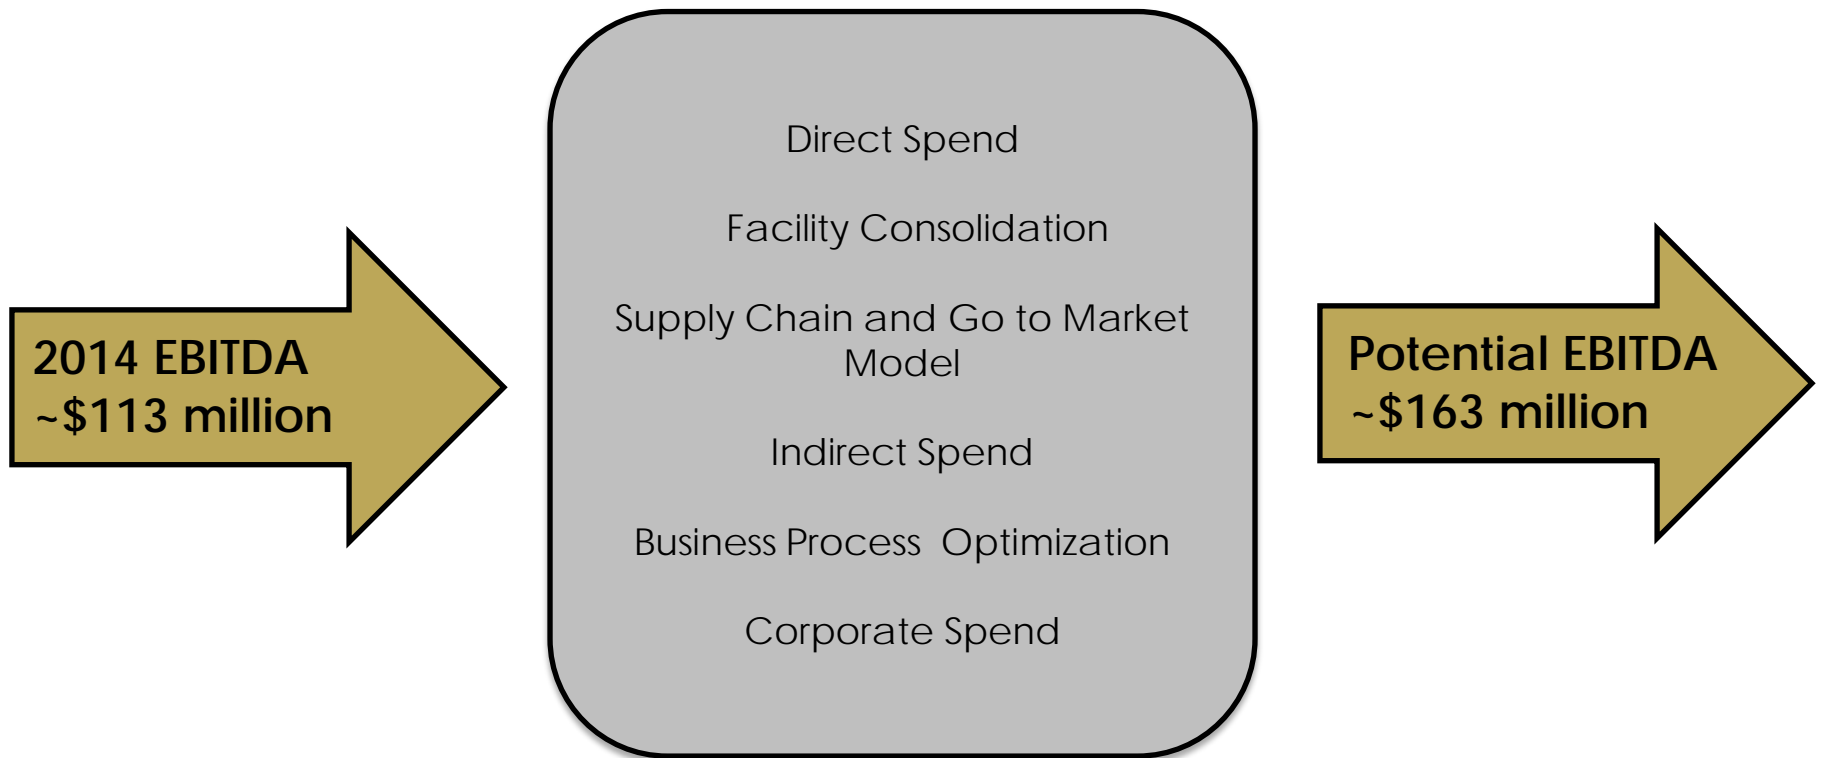 2014 EBITDA
~$113 million
Direct Spend
Facility Consolidation
Supply Chain and Go to Market
Model
Indirect Spend
Business Process  Optimization
Corporate Spend
Potential EBITDA
~$163 million